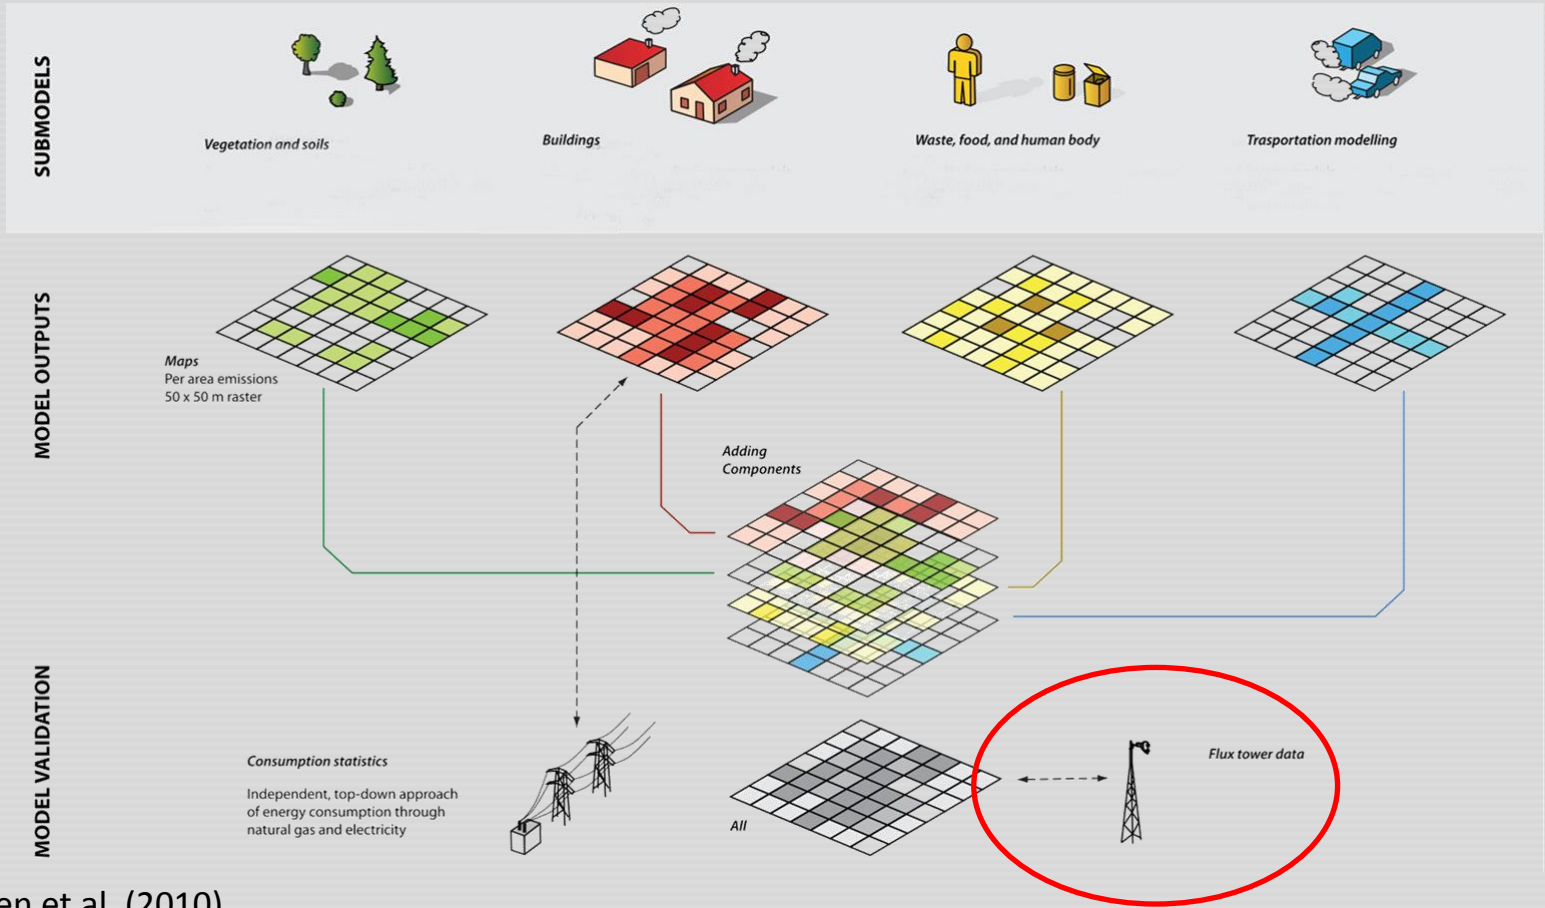 SUBMODELS
Vegetation and soils
Buildings
Waste, food, and human body
Trasportation modelling
MODEL OUTPUTS
Maps
Per area emissions
50 x 50 m raster
Adding
Components
MODEL VALIDATION
Consumption statistics
Independent, top-down approach
of energy consumption through
natural gas and electricity
All
Flux tower data
et al. (2010)